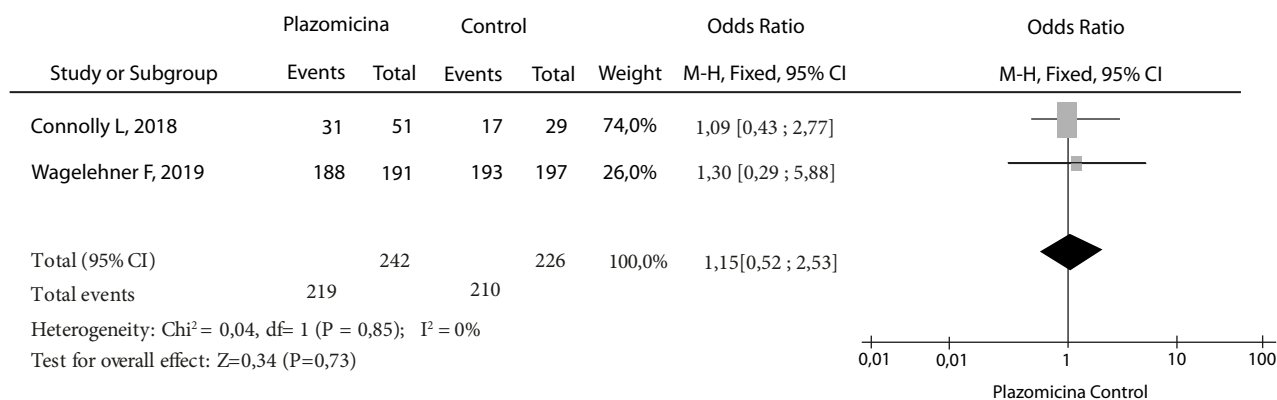 Plazomicina Control Odds Ratio Odds Ratio
Study or Subgroup Events Total Events Total Weight M-H, Fixed, 95% CI M-H, Fixed, 95% CI
Connolly L, 2018 31 51 17 29 74,0% 1,09 [0,43 ; 2,77]
Wagelehner F, 2019 188 191 193 197 26,0% 1,30 [0,29 ; 5,88]
Total (95% CI) 242 226 100,0% 1,15[0,52 ; 2,53]
Total events 219 210
Heterogeneity: Chi² = 0,04, df= 1 (P = 0,85); I² = 0%
Test for overall effect: Z=0,34 (P=0,73)
0,01 0,01 1 10 100
Plazomicina Control